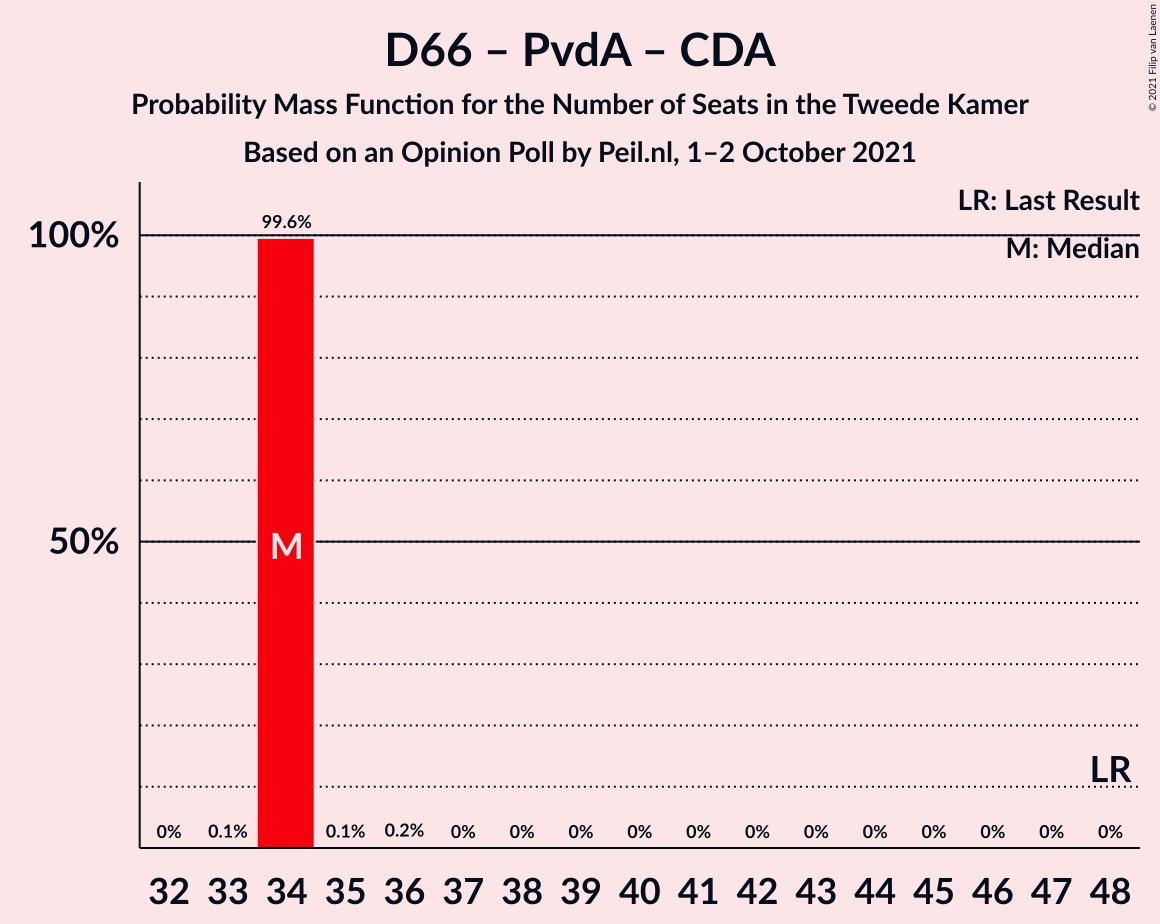 D66 – PvdA – CDA
Probability Mass Function for the Number of Seats in the Tweede Kamer
Based on an Opinion Poll by Peil.nl, 1–2 October 2021
© 2021 Filip van Laenen
LR: Last Result
M: Median
100%
50%
99.6%
M
LR
0% 0.1% 0.1% 0.2% 0% 0% 0% 0% 0% 0% 0% 0% 0% 0% 0% 0%
32 33 34 35 36 37 38 39 40 41 42 43 44 45 46 47 48